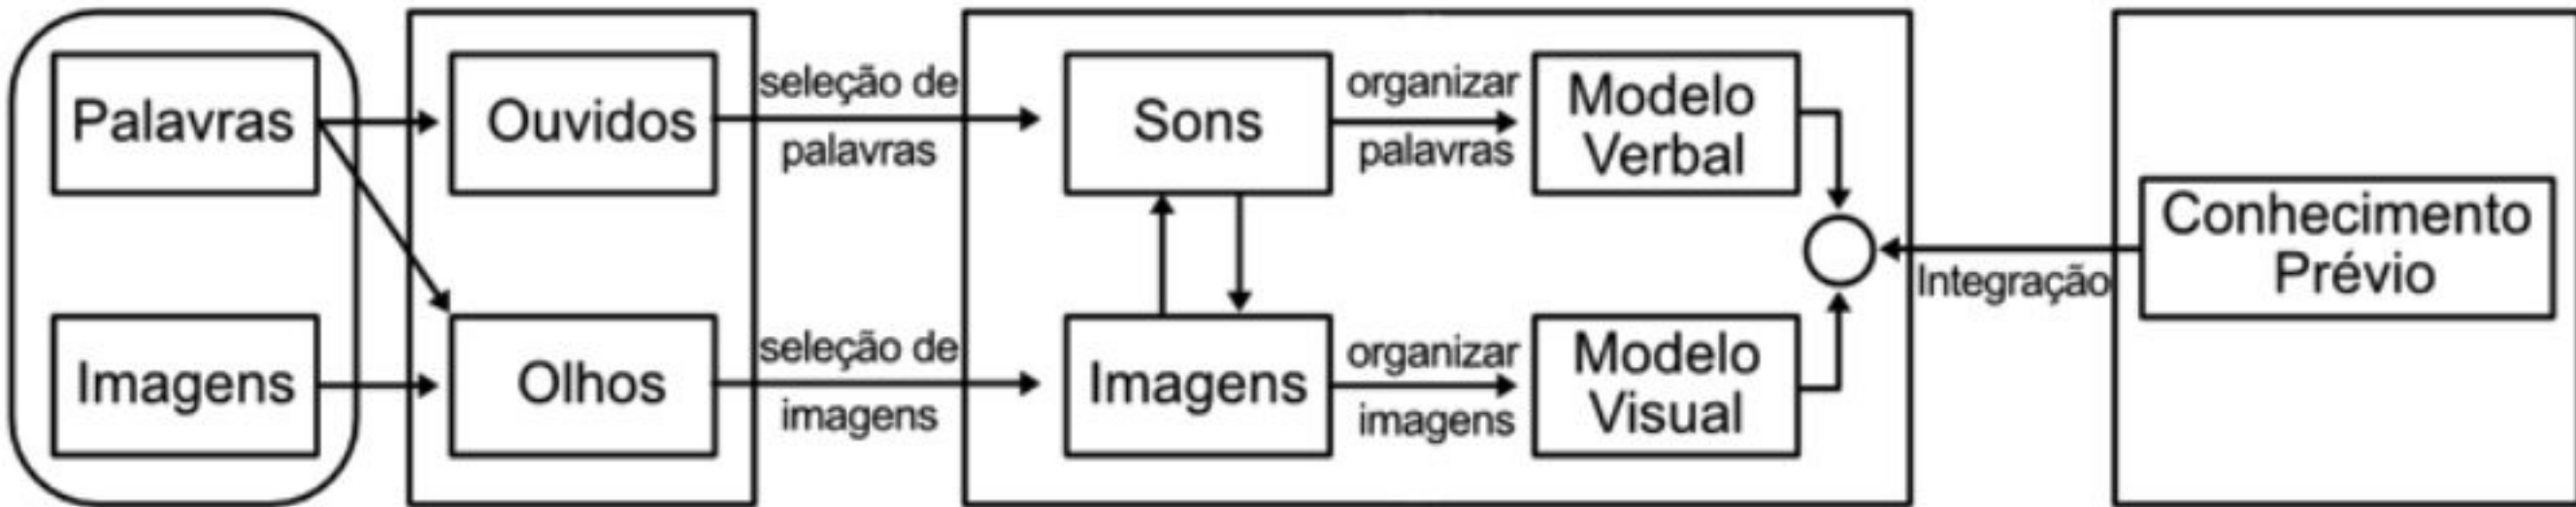 Palavras
Imagens
Ouvidos
Olhos
seleção de
palavras
seleção de
imagens
Sons
Imagens
organizar
palavras
organizar
imagens
Modelo
Verbal
Modelo
Visual
Integração
Conhecimento
Prévio